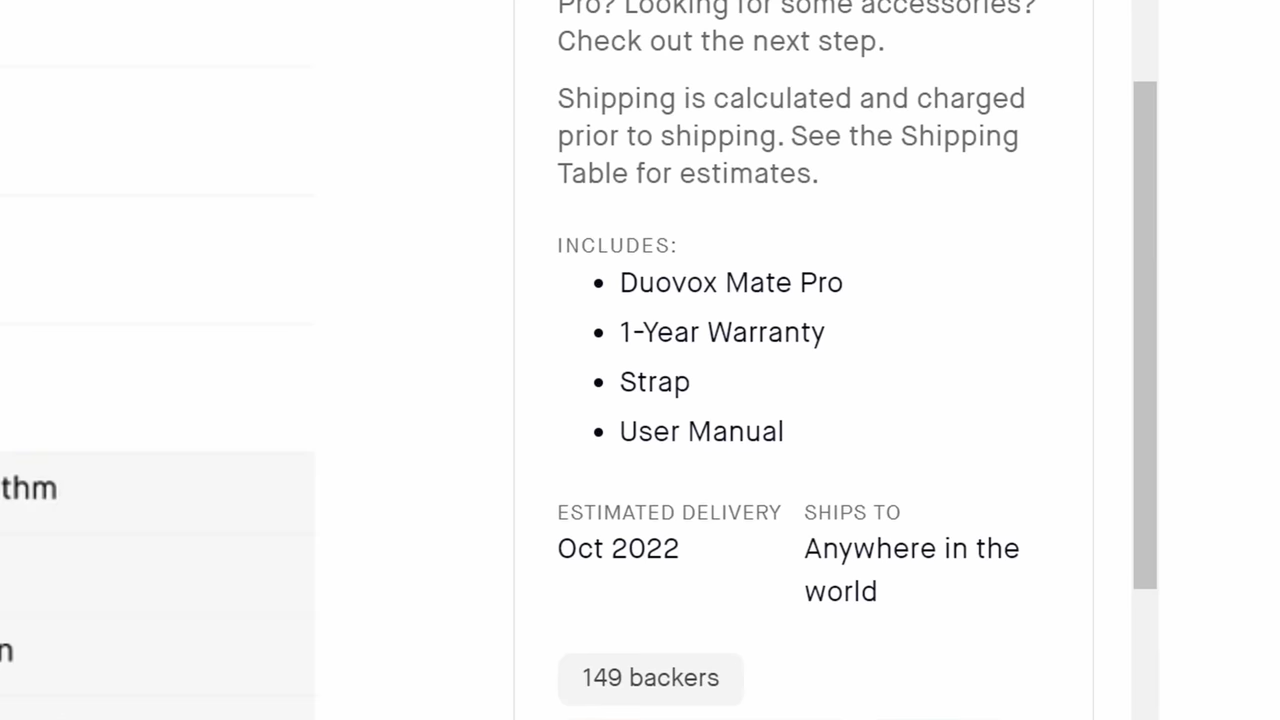 Pro? Looking for some accessories?
Check out the next step.
Shipping is calculated and charged
prior to shipping. See the Shipping
Table for estimates.
INCLUDES:
• Duovox Mate Pro
• 1-Year Warranty
• Strap
• User Manual
thm
ESTIMATED DELIVERY SHIPS TO
Oct 2022 Anywhere in the
world
n
149 backers